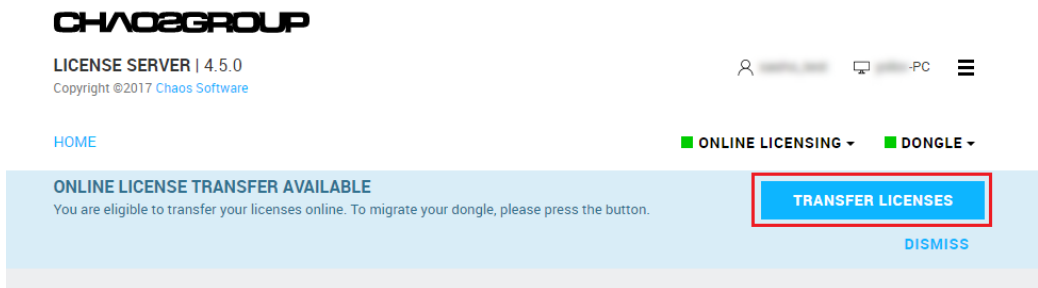 CHAOSGROUP
LICENSE SERVER | 4.5.0
Copyright ©2017 Chaos Software
-PC
HOME
ONLINE LICENSING
DONGLE
ONLINE LICENSE TRANSFER AVAILABLE
You are eligible to transfer your licenses online. To migrate your dongle, please press the button.
TRANSFER LICENSES
DISMISS